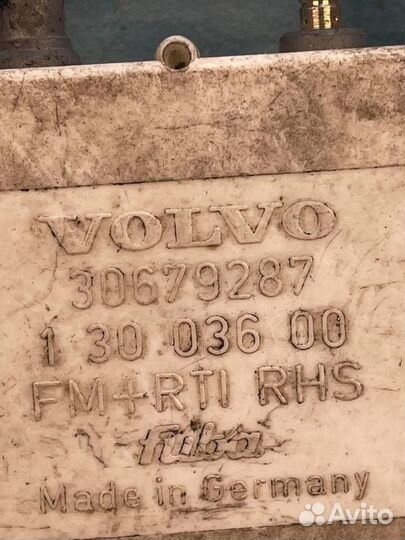 VOLVO
30679287
1 30 036 00
FM+RTI RHS
fuba
Made in Germany
Avito